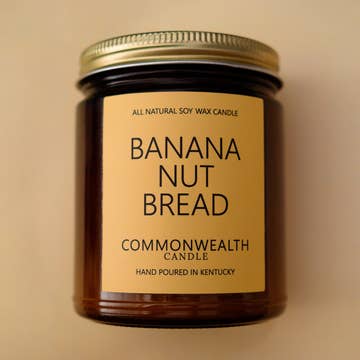 ALL NATURAL SOY WAX CANDLE
BANANA
NUT
BREAD
COMMONWEALTH
CANDLE
HAND POURED IN KENTUCKY